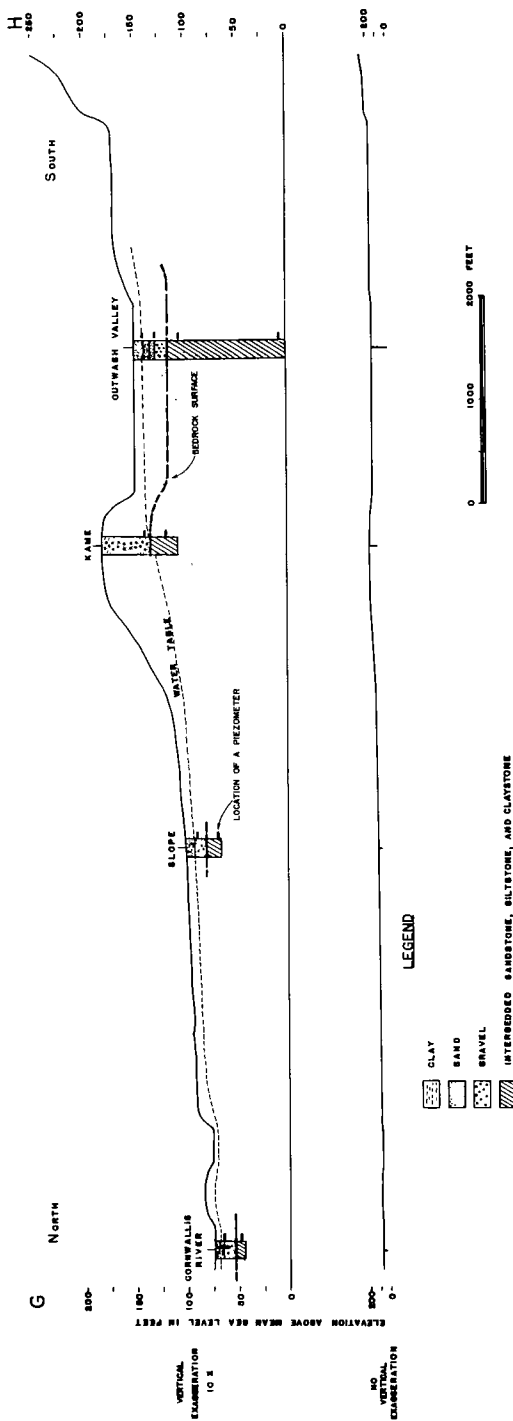 G
NORTH
SOUTH
H
CORNWALLIS
RIVER
SLOPE
KAME
OUTWASH VALLEY
WATER TABLE
BEDROCK SURFACE
LOCATION OF A PIEZOMETER
200-
150-
100-
50-
0
-250
-200
-150
-100
-50
0
ELEVATION ABOVE MEAN SEA LEVEL IN FEET
VERTICAL
EXAGGERATION
10 X
200-
0
-200
-0
NO
VERTICAL
EXAGGERATION
0 1000 2000 FEET
LEGEND
CLAY
SAND
GRAVEL
INTERBEDDED SANDSTONE, SILTSTONE, AND CLAYSTONE